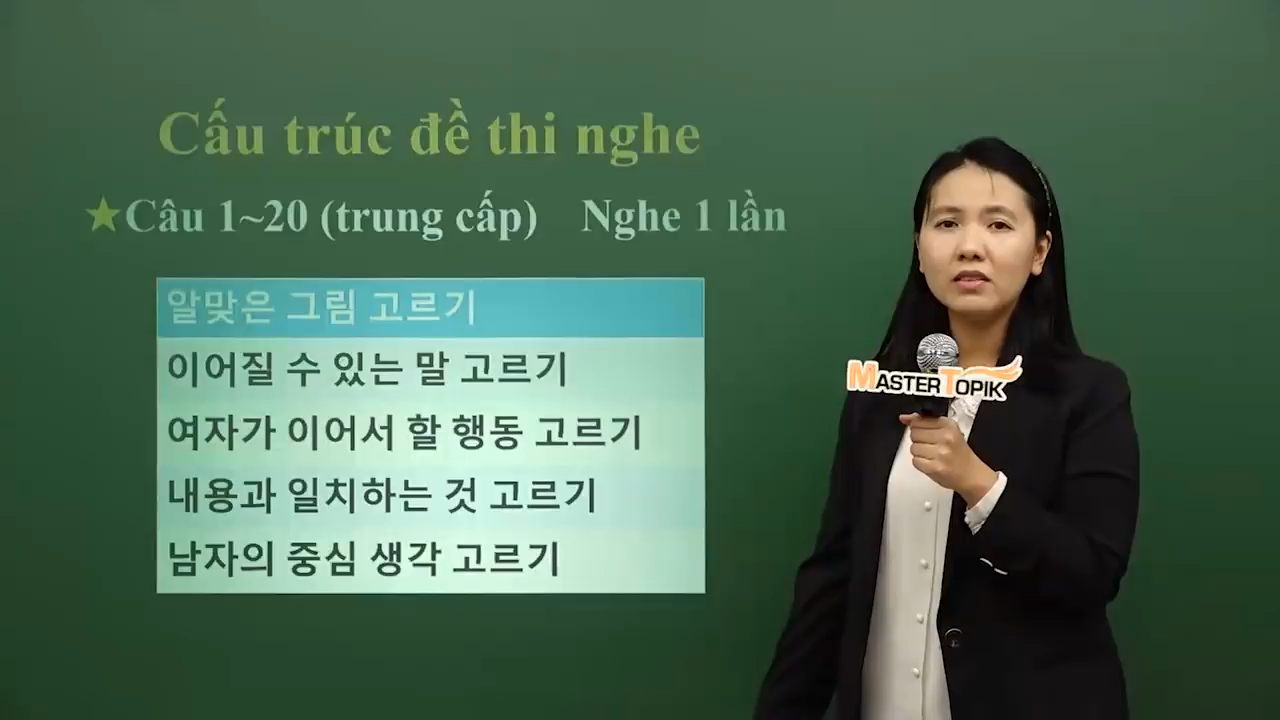 Cấu trúc đề thi nghe
★Câu 1~20 (trung cấp) Nghe 1 lần
알맞은 그림 고르기
이어질 수 있는 말 고르기
여자가 이어서 할 행동 고르기
내용과 일치하는 것 고르기
남자의 중심 생각 고르기
MASTER TOPIK